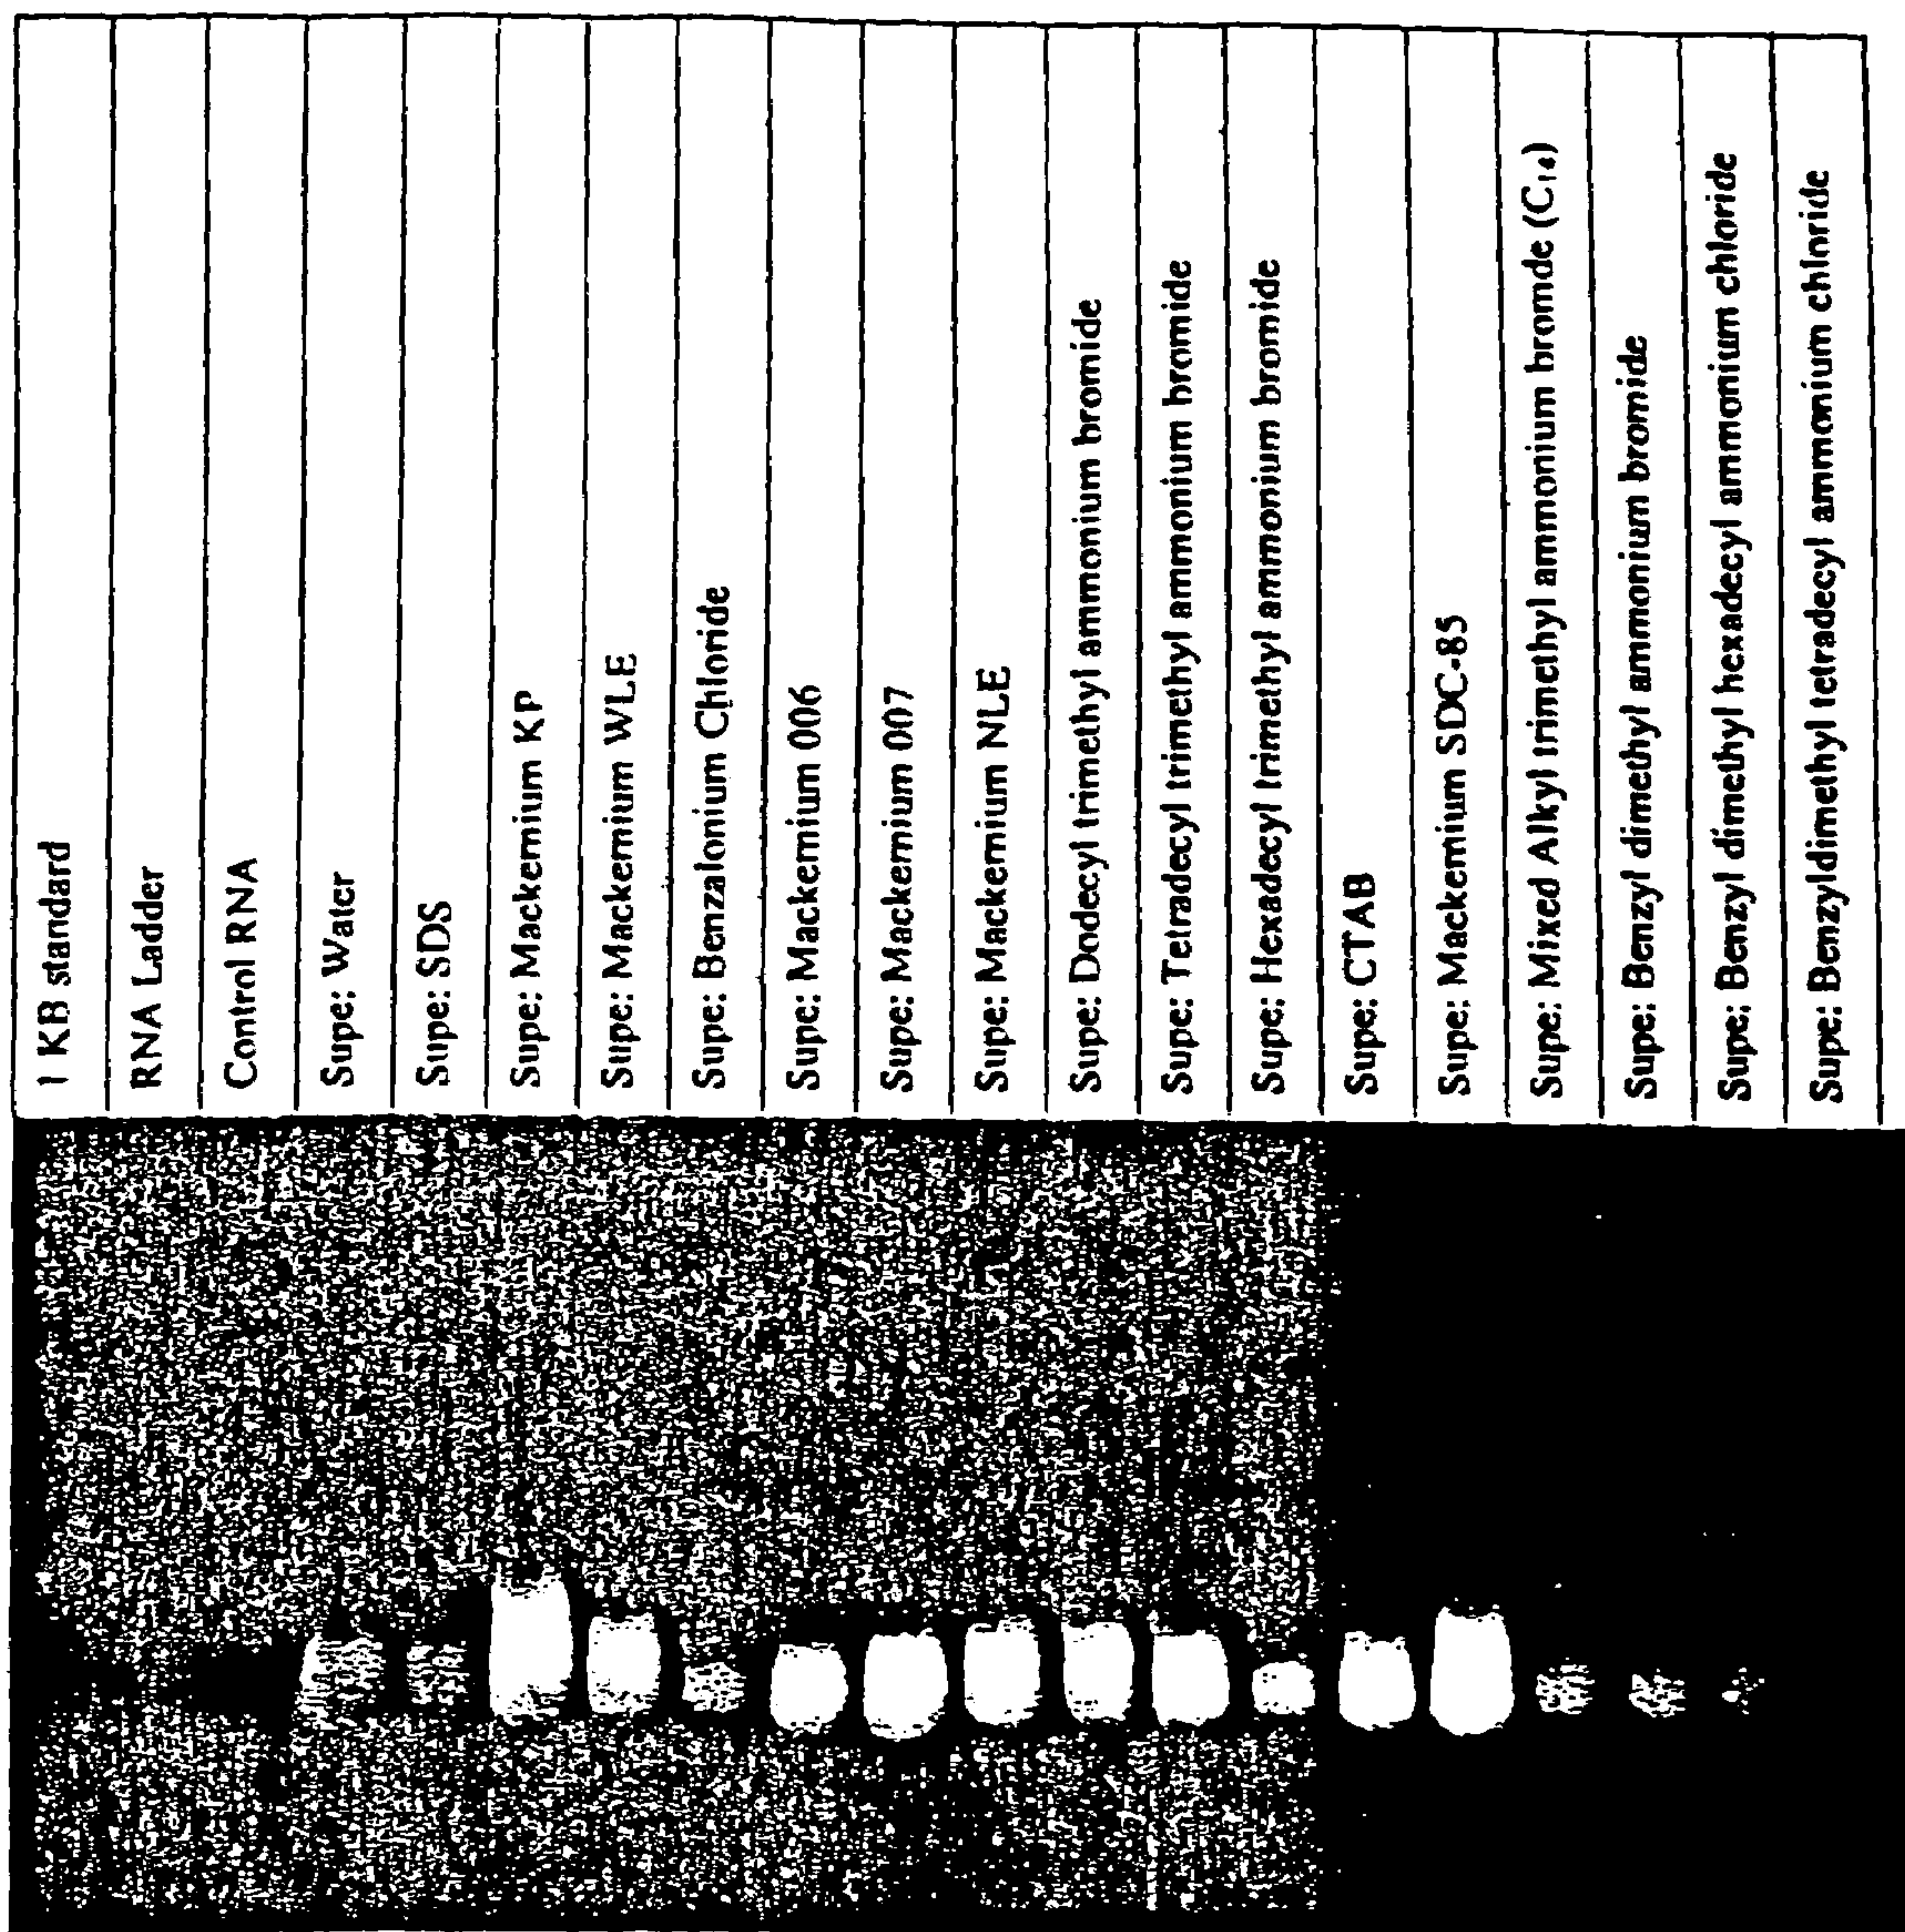 1 KB standard
RNA Ladder
Control RNA
Supe: Water
Supe: SDS
Supe: Mackemium KP
Supe: Mackemium WLE
Supe: Benzalonium Chloride
Supe: Mackemium 006
Supe: Mackemium 007
Supe: Mackemium NLE
Supe: Dodecyl trimethyl ammonium bromide
Supe: Tetradecyl trimethyl ammonium bromide
Supe: Hexadecyl trimethyl ammonium bromide
Supe: CTAB
Supe: Mackemium SDC-85
Supe: Mixed Alkyl trimethyl ammonium bromde (C₁₄)
Supe: Benzyl dimethyl ammonium bromide
Supe: Benzyl dimethyl hexadecyl ammonium chloride
Supe: Benzyldimethyl tetradecyl ammonium chloride